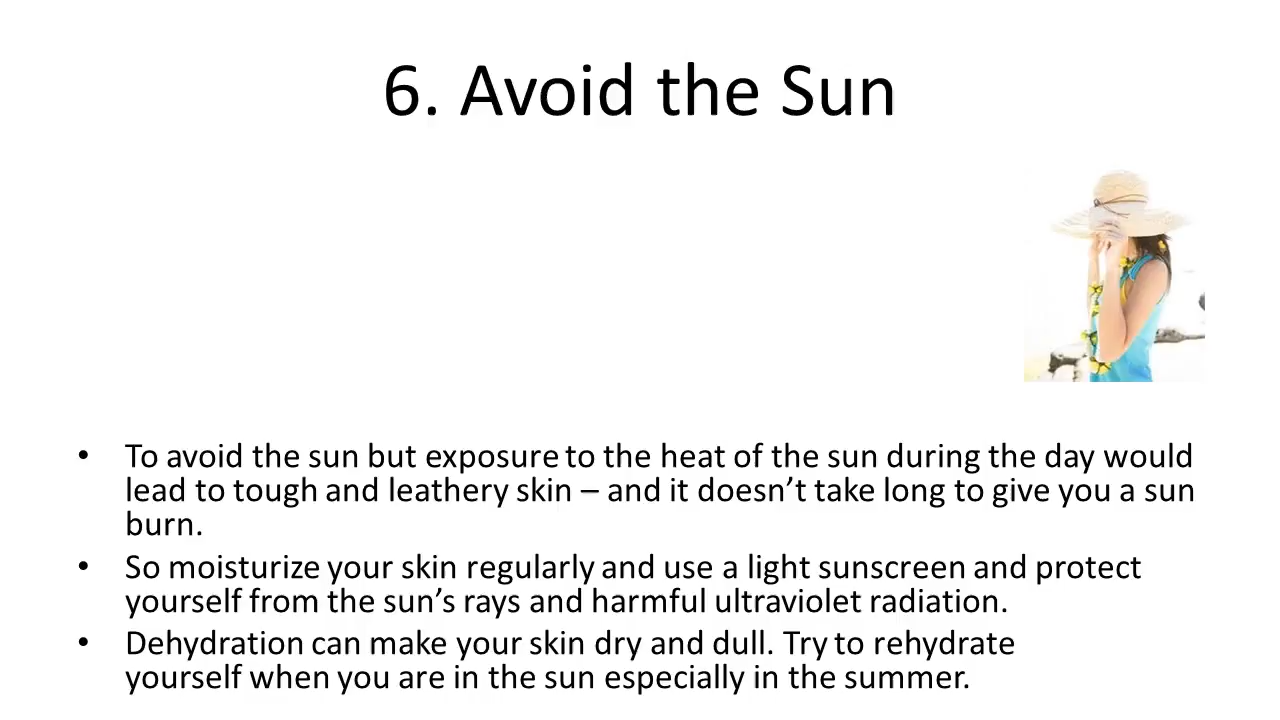 6. Avoid the Sun
• To avoid the sun but exposure to the heat of the sun during the day would
lead to tough and leathery skin – and it doesn’t take long to give you a sun
burn.
• So moisturize your skin regularly and use a light sunscreen and protect
yourself from the sun’s rays and harmful ultraviolet radiation.
• Dehydration can make your skin dry and dull. Try to rehydrate
yourself when you are in the sun especially in the summer.